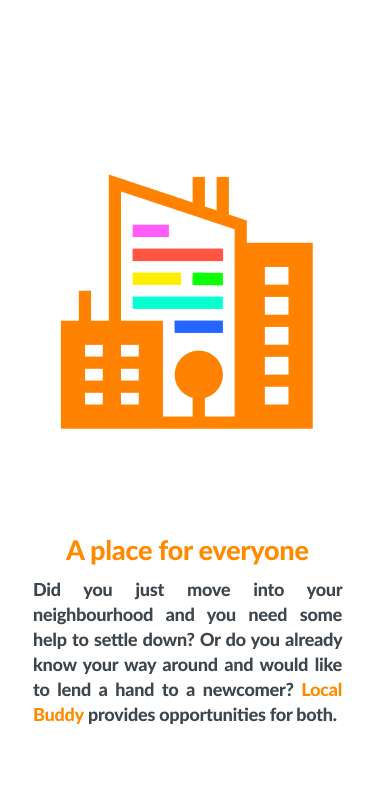 A place for everyone
Did you just move into your
neighbourhood and you need some
help to settle down? Or do you already
know your way around and would like
to lend a hand to a newcomer? Local
Buddy provides opportunities for both.